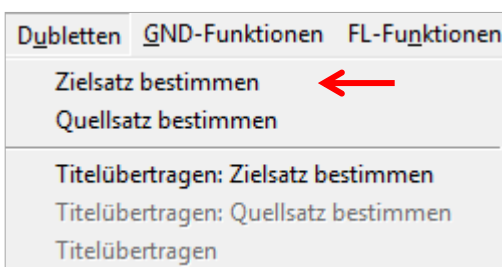 Dubletten GND-Funktionen FL-Funktionen
Zielsatz bestimmen
Quellsatz bestimmen
Titelübertragen: Zielsatz bestimmen
Titelübertragen: Quellsatz bestimmen
Titelübertragen